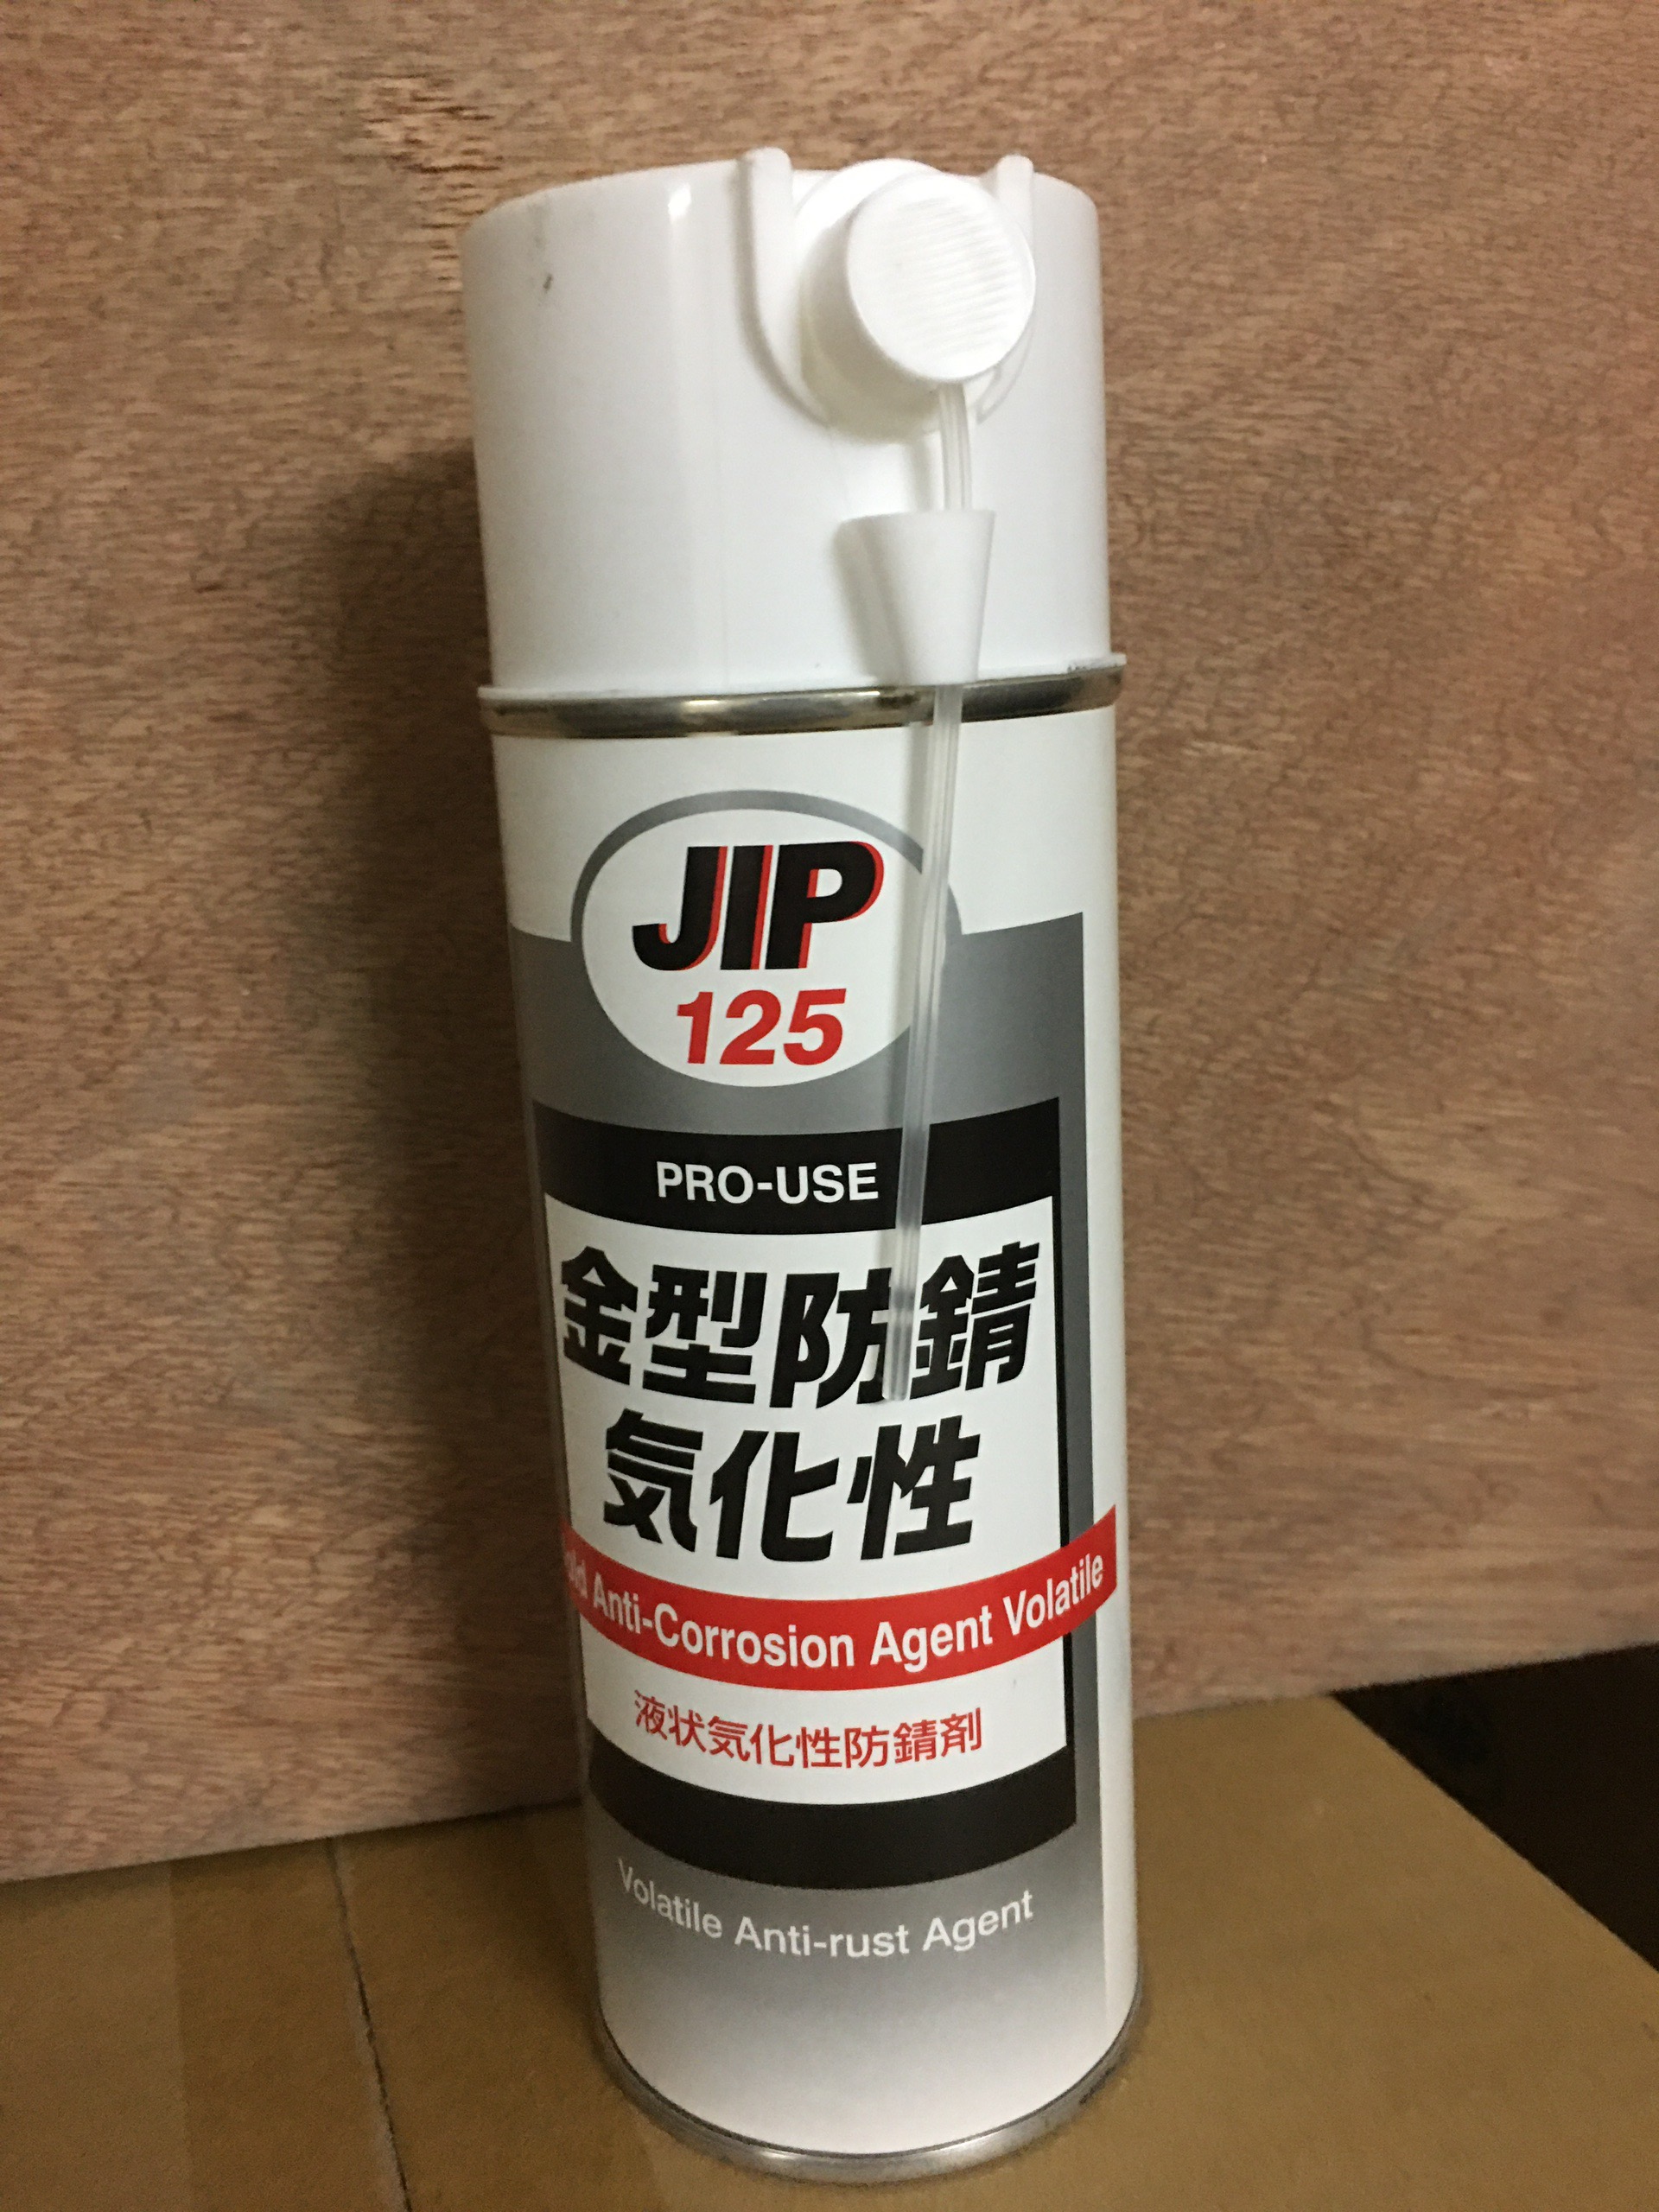 JIP
125
PRO-USE
金型防錆
気化性
Anti-Corrosion Agent Volatile
液状気化性防錆剤
Volatile Anti-rust Agent